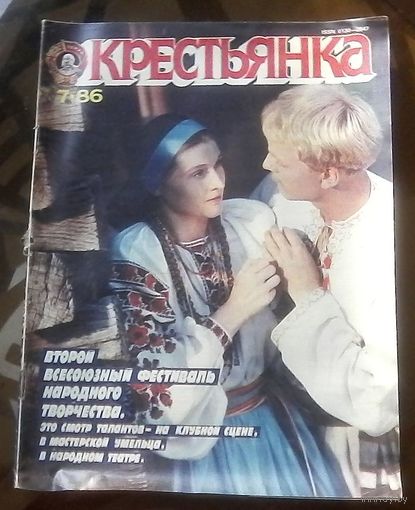 КРЕСТЬЯНКА
7·86
ВТОРОЙ
ВСЕСОЮЗНЫЙ ФЕСТИВАЛЬ
НАРОДНОГО
ТВОРЧЕСТВА,
ЭТО СМОТР ТАЛАНТОВ — НА КЛУБНОЙ СЦЕНЕ,
В МАСТЕРСКОЙ УМЕЛЬЦА,
В НАРОДНОМ ТЕАТРЕ.